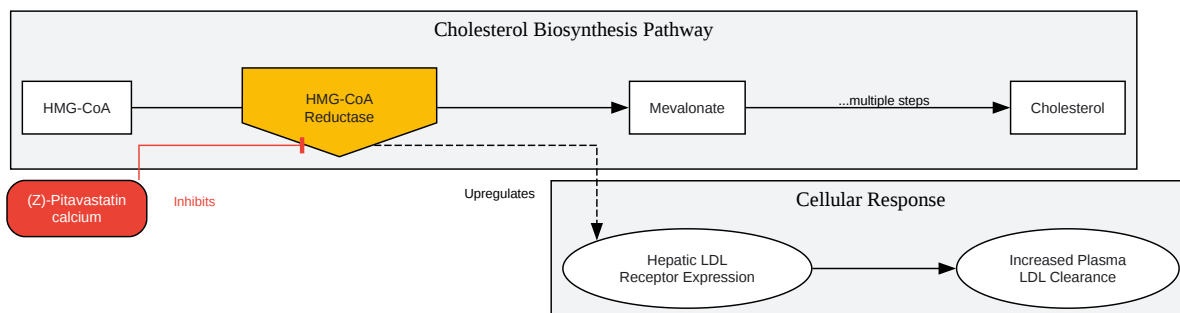 Cholesterol Biosynthesis Pathway
HMG-CoA
HMG-CoA
Reductase
Mevalonate
...multiple steps
Cholesterol
(Z)-Pitavastatin
calcium
Inhibits
Upregulates
Cellular Response
Hepatic LDL
Receptor Expression
Increased Plasma
LDL Clearance